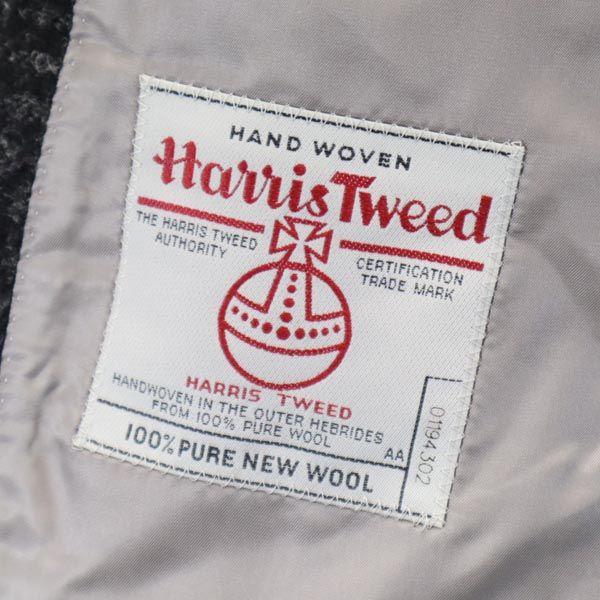 HAND WOVEN
Harris Tweed
THE HARRIS TWEED
AUTHORITY
CERTIFICATION
TRADE MARK
HARRIS TWEED
HANDWOVEN IN THE OUTER HEBRIDES
FROM 100% PURE WOOL
AA
01194302
100% PURE NEW WOOL